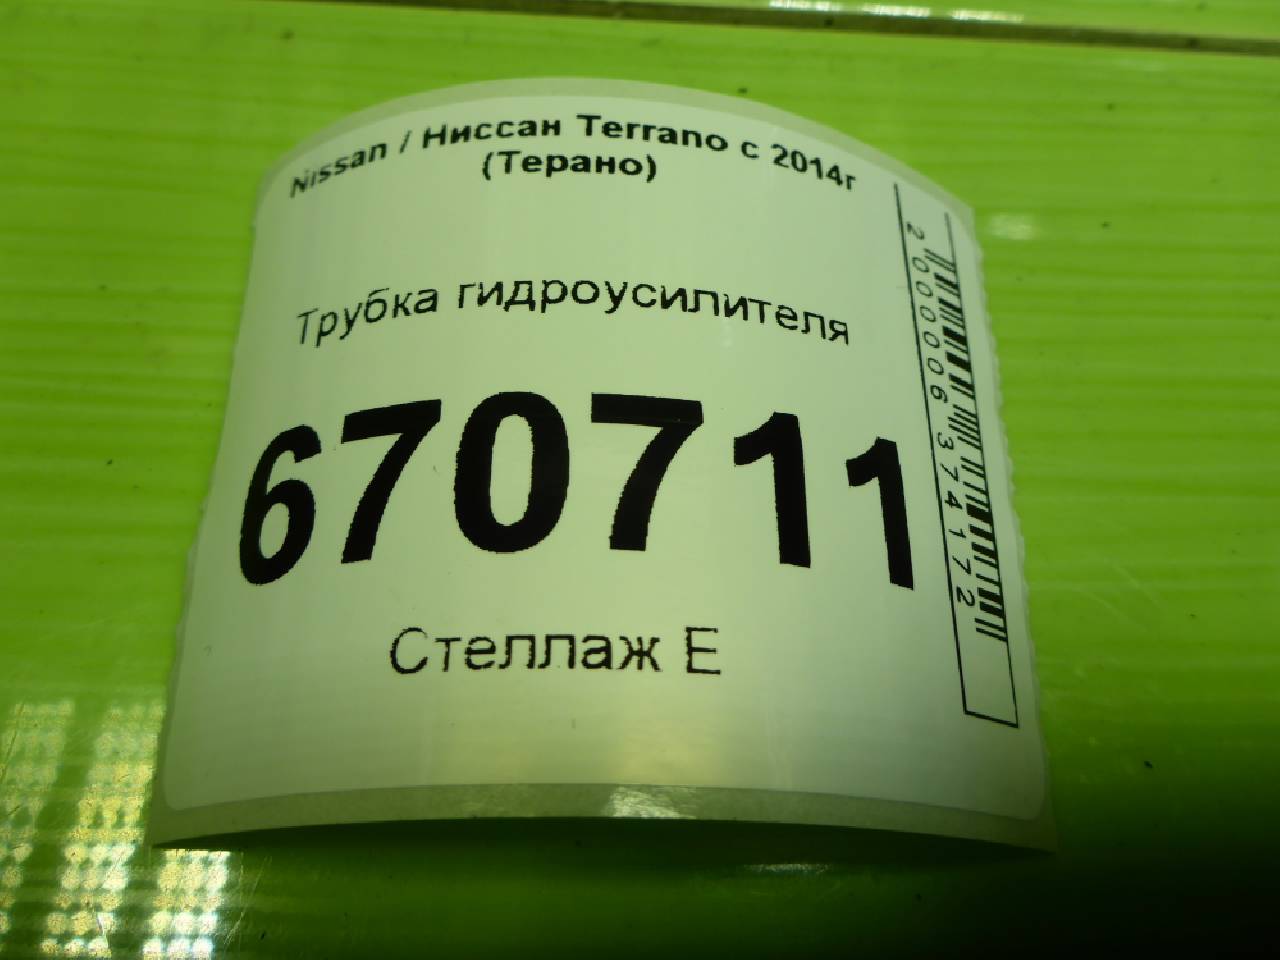 Nissan / Ниссан Terrano с 2014г
(Терано)
Трубка гидроусилителя
670711
Стеллаж Е
2000006374172